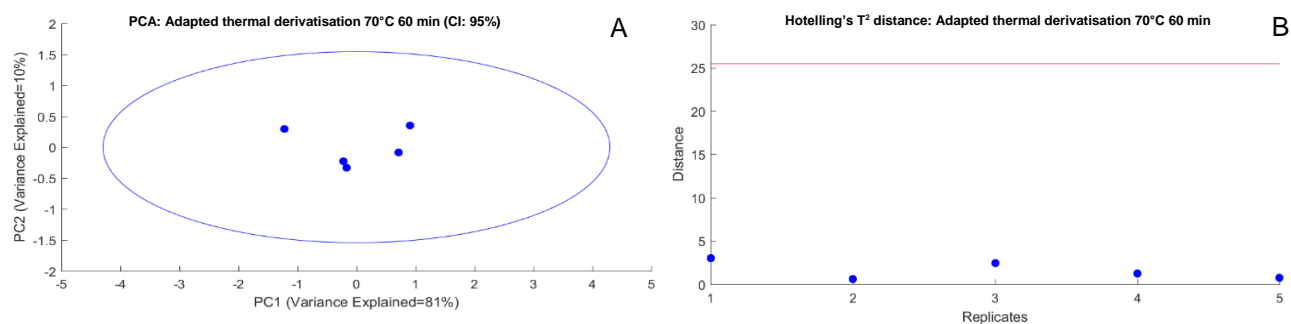 PCA: Adapted thermal derivatisation 70°C 60 min (CI: 95%)
A
2
1.5
1
0.5
0
-0.5
-1
-1.5
-2
PC2 (Variance Explained=10%)
-5 -4 -3 -2 -1 0 1 2 3 4 5
PC1 (Variance Explained=81%)
Hotelling's T² distance: Adapted thermal derivatisation 70°C 60 min
B
30
25
20
15
10
5
0
Distance
1 2 3 4 5
Replicates